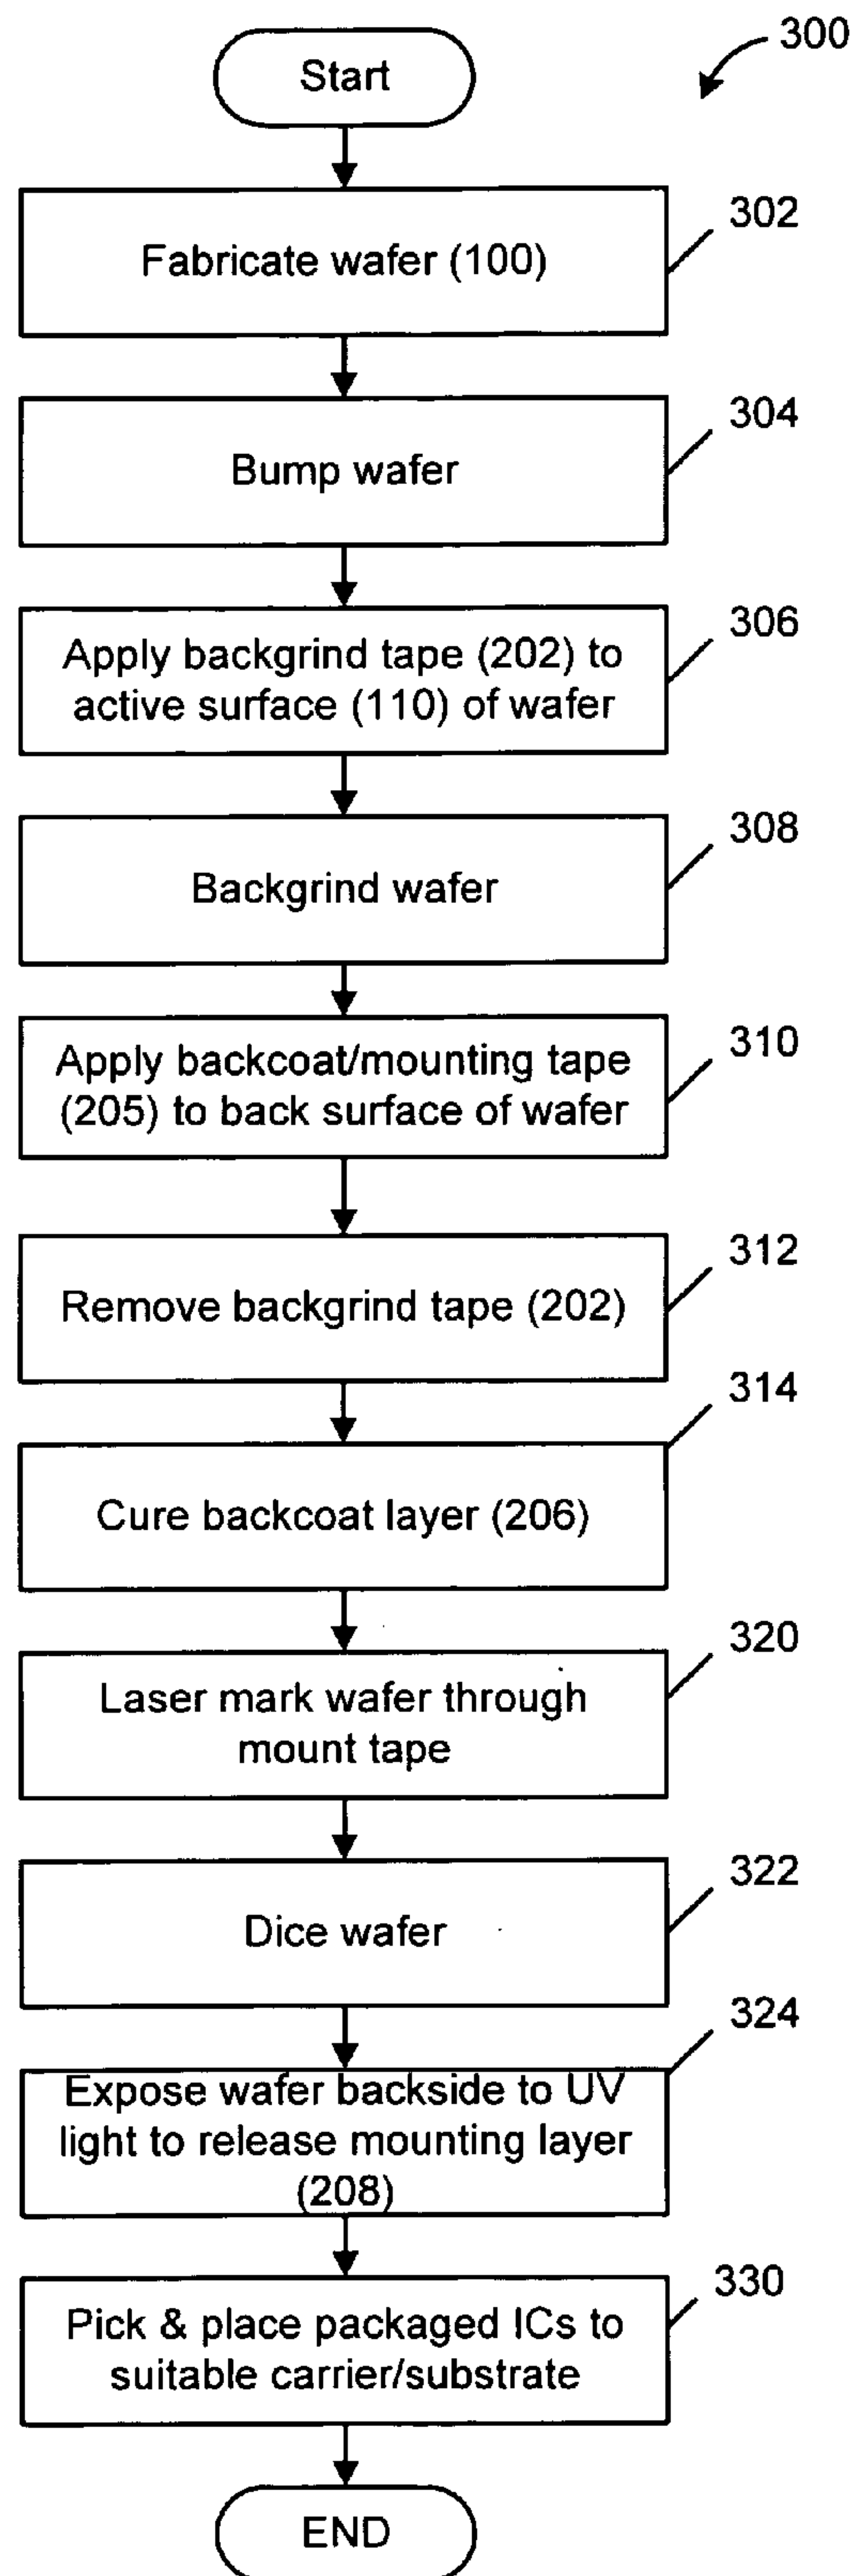 300
Start
302
Fabricate wafer (100)
304
Bump wafer
306
Apply backgrind tape (202) to
active surface (110) of wafer
308
Backgrind wafer
310
Apply backcoat/mounting tape
(205) to back surface of wafer
312
Remove backgrind tape (202)
314
Cure backcoat layer (206)
320
Laser mark wafer through
mount tape
322
Dice wafer
324
Expose wafer backside to UV
light to release mounting layer
(208)
330
Pick & place packaged ICs to
suitable carrier/substrate
END